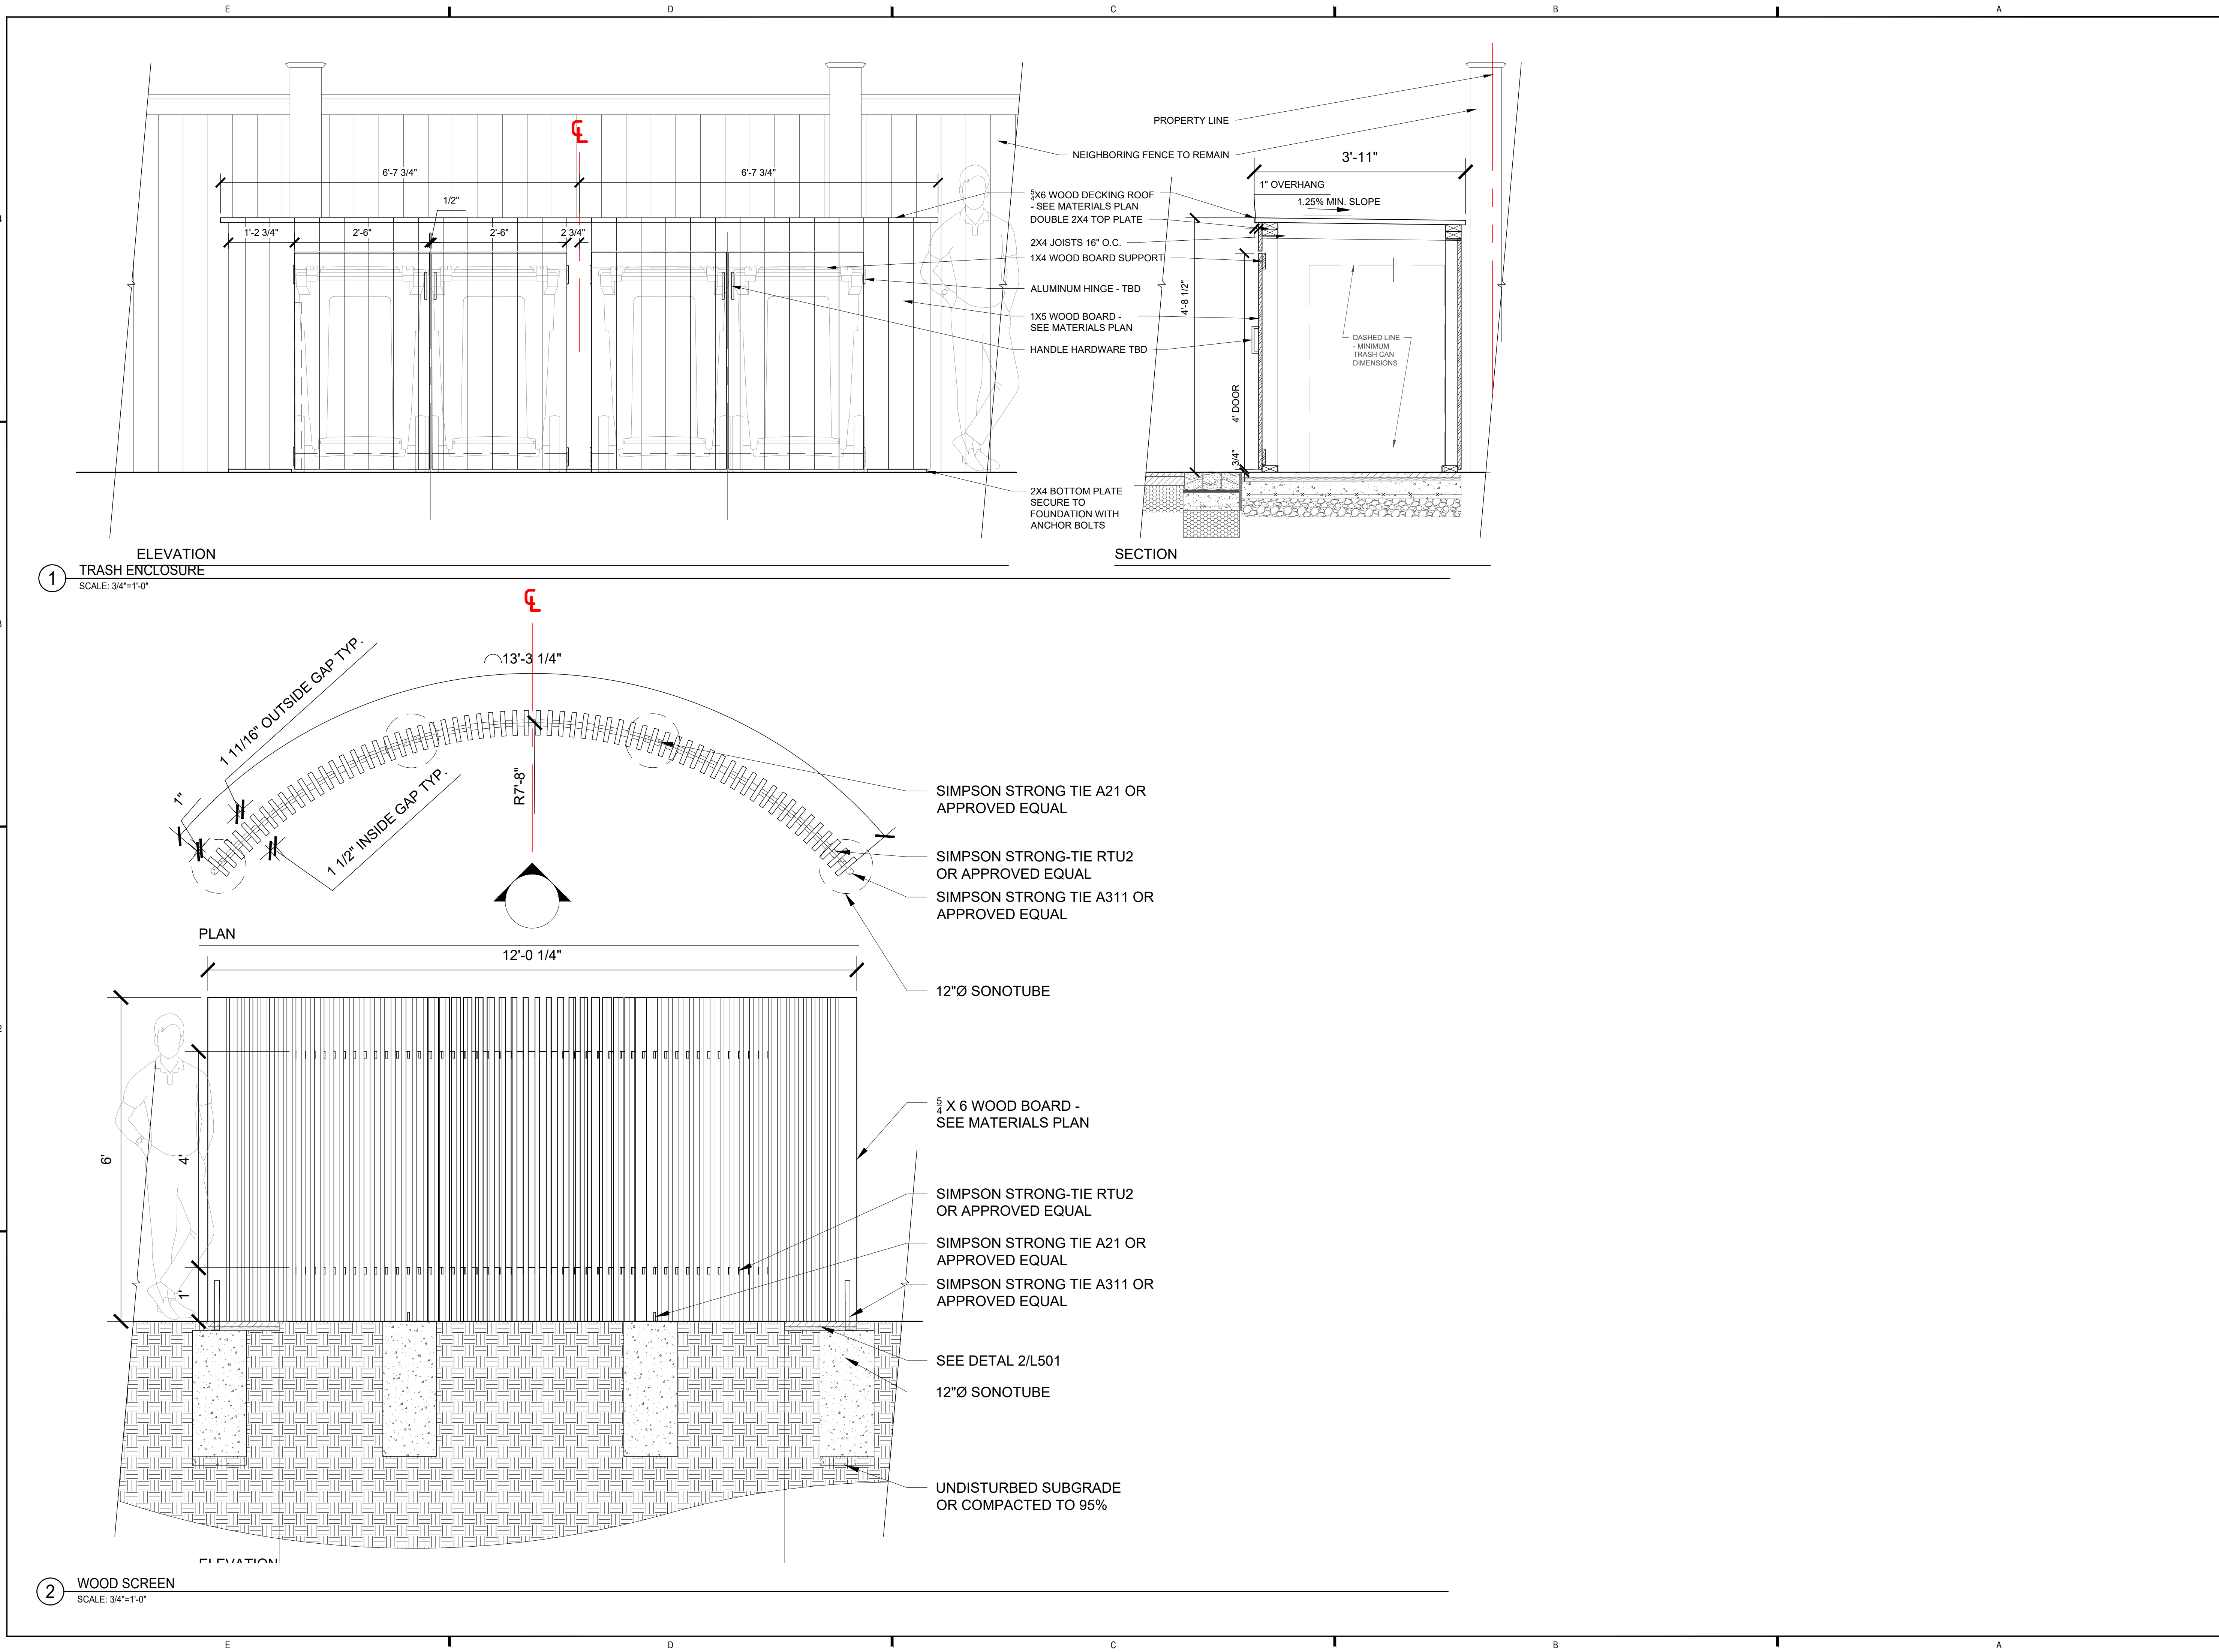 E
D
C
B
A
PROPERTY LINE
NEIGHBORING FENCE TO REMAIN
6'-7 3/4"
6'-7 3/4"
1/2"
1'-2 3/4"
2'-6"
2'-6"
2 3/4"
5/4X6 WOOD DECKING ROOF
- SEE MATERIALS PLAN
DOUBLE 2X4 TOP PLATE
2X4 JOISTS 16" O.C.
1X4 WOOD BOARD SUPPORT
ALUMINUM HINGE - TBD
1X5 WOOD BOARD -
SEE MATERIALS PLAN
HANDLE HARDWARE TBD
2X4 BOTTOM PLATE
SECURE TO
FOUNDATION WITH
ANCHOR BOLTS
3'-11"
1" OVERHANG
1.25% MIN. SLOPE
4'-8 1/2"
4' DOOR
3/4"
DASHED LINE
- MINIMUM
TRASH CAN
DIMENSIONS
ELEVATION
SECTION
1
TRASH ENCLOSURE
SCALE: 3/4"=1'-0"
13'-3 1/4"
1 11/16" OUTSIDE GAP TYP.
1"
1 1/2" INSIDE GAP TYP.
R7'-8"
SIMPSON STRONG TIE A21 OR
APPROVED EQUAL
SIMPSON STRONG-TIE RTU2
OR APPROVED EQUAL
SIMPSON STRONG TIE A311 OR
APPROVED EQUAL
12"Ø SONOTUBE
PLAN
12'-0 1/4"
6'
4'
1'
5/4 X 6 WOOD BOARD -
SEE MATERIALS PLAN
SIMPSON STRONG-TIE RTU2
OR APPROVED EQUAL
SIMPSON STRONG TIE A21 OR
APPROVED EQUAL
SIMPSON STRONG TIE A311 OR
APPROVED EQUAL
SEE DETAL 2/L501
12"Ø SONOTUBE
UNDISTURBED SUBGRADE
OR COMPACTED TO 95%
ELEVATION
2
WOOD SCREEN
SCALE: 3/4"=1'-0"
E
D
C
B
A